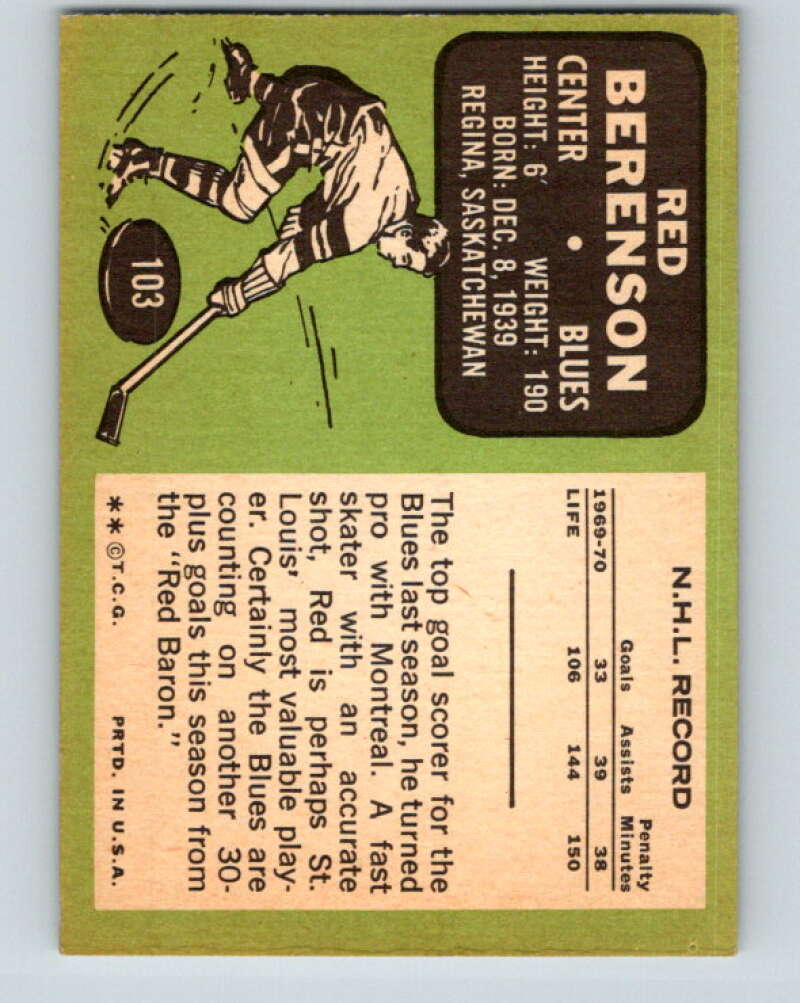 RED
BERENSON
CENTER • BLUES
HEIGHT: 6′ WEIGHT: 190
BORN: DEC. 8, 1939
REGINA, SASKATCHEWAN
103
N.H.L. RECORD
Penalty
Goals Assists Minutes
1969-70 33 39 38
LIFE 106 144 150
The top goal scorer for the
Blues last season, he turned
pro with Montreal. A fast
skater with an accurate
shot, Red is perhaps St.
Louis' most valuable play-
er. Certainly the Blues are
counting on another 30-
plus goals this season from
the "Red Baron."
**©T.C.G. PRTD. IN U.S.A.